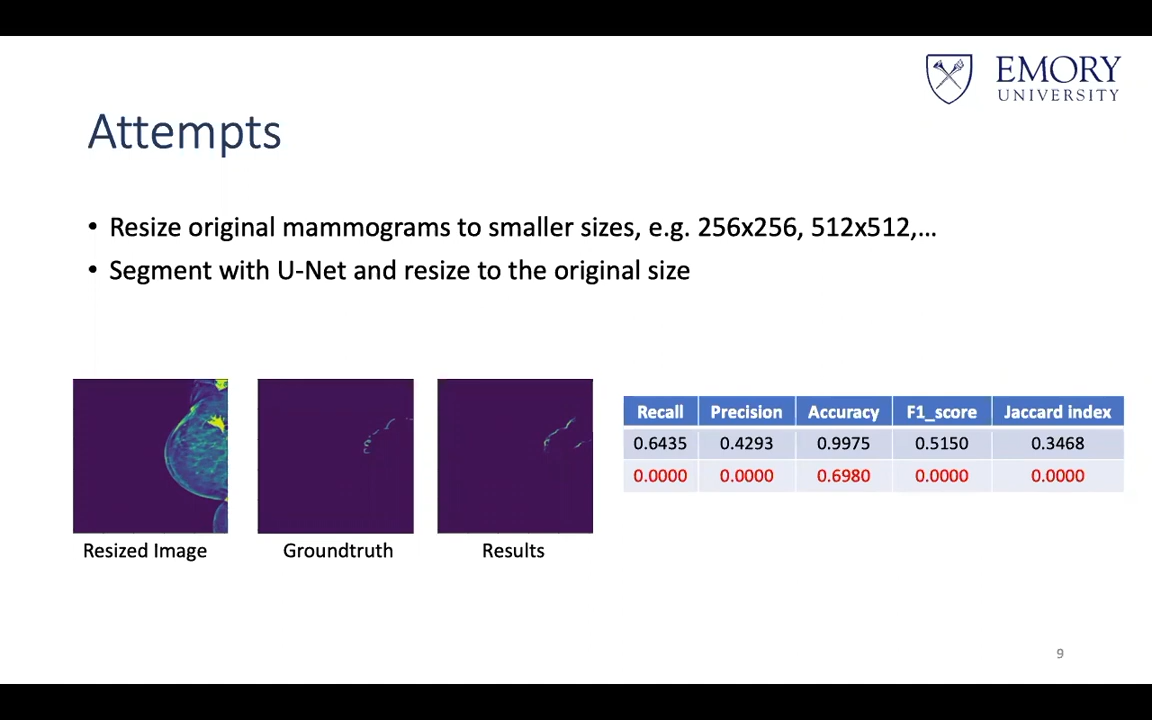 EMORY
UNIVERSITY
Attempts
• Resize original mammograms to smaller sizes, e.g. 256x256, 512x512,...
• Segment with U-Net and resize to the original size
Recall Precision Accuracy F1_score Jaccard index
0.6435 0.4293 0.9975 0.5150 0.3468
0.0000 0.0000 0.6980 0.0000 0.0000
Resized Image Groundtruth Results
9